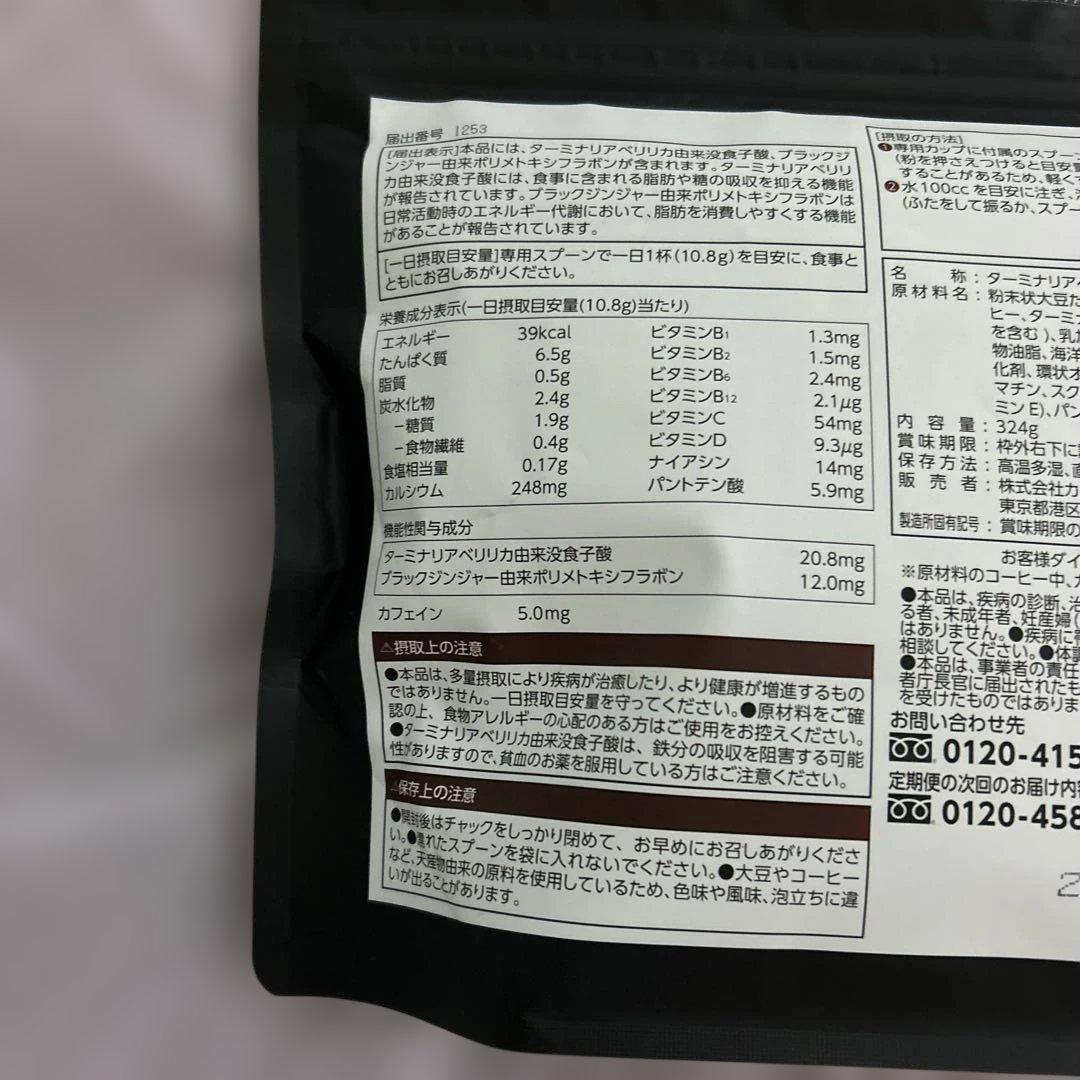 届出番号 I253
[届出表示]本品には、ターミナリアベリリカ由来没食子酸、ブラックジ
ンジャー由来ポリメトキシフラボンが含まれます。ターミナリアベリリ
カ由来没食子酸には、食事に含まれる脂肪や糖の吸収を抑える機能
が報告されています。ブラックジンジャー由来ポリメトキシフラボンは
日常活動時のエネルギー代謝において、脂肪を消費しやすくする機能
があることが報告されています。
[一日摂取目安量]専用スプーンで一日1杯(10.8g)を目安に、食事と
ともにお召しあがりください。
栄養成分表示(一日摂取目安量(10.8g)当たり)
エネルギー 39kcal ビタミンB1 1.3mg
たんぱく質 6.5g ビタミンB2 1.5mg
脂質 0.5g ビタミンB6 2.4mg
炭水化物 2.4g ビタミンB12 2.1μg
－糖質 1.9g ビタミンC 54mg
－食物繊維 0.4g ビタミンD 9.3μg
食塩相当量 0.17g ナイアシン 14mg
カルシウム 248mg パントテン酸 5.9mg
機能性関与成分
ターミナリアベリリカ由来没食子酸 20.8mg
ブラックジンジャー由来ポリメトキシフラボン 12.0mg
カフェイン 5.0mg
⚠摂取上の注意
●本品は、多量摂取により疾病が治癒したり、より健康が増進するもの
ではありません。一日摂取目安量を守ってください。●原材料をご確
認の上、食物アレルギーの心配のある方はご使用をお控えください。
●ターミナリアベリリカ由来没食子酸は、鉄分の吸収を阻害する可能
性がありますので、貧血のお薬を服用している方はご注意ください。
⚠保存上の注意
●開封後はチャックをしっかり閉めて、お早めにお召しあがりくださ
い。●濡れたスプーンを袋に入れないでください。●大豆やコーヒー
など、天産物由来の原料を使用しているため、色味や風味、泡立ちに違
いが出ることがあります。
[摂取の方法]
❶専用カップに付属のスプー
(粉を押さえつけると目安量
することがあるため、軽く
❷水100ccを目安に注ぎ、
(ふたをして振るか、スプー
名 称:ターミナリア
原材料名:粉末状大豆た
ヒー、ターミナ
を含む)、乳
物油脂、海洋
化剤、環状オ
マチン、スク
ミンE)、パン
内容量:324g
賞味期限:枠外右下に
保存方法:高温多湿、直
販売者:株式会社カ
東京都港区
製造所固有記号:賞味期限の
お客様ダイ
※原材料のコーヒー中、カ
●本品は、疾病の診断、治
る者、未成年者、妊産婦(
はありません。●疾病に
相談してください。●体調
●本品は、事業者の責任
者庁長官に届出されたも
を受けたものではありま
お問い合わせ先
0120-415
定期便の次回のお届け内容
0120-458
2